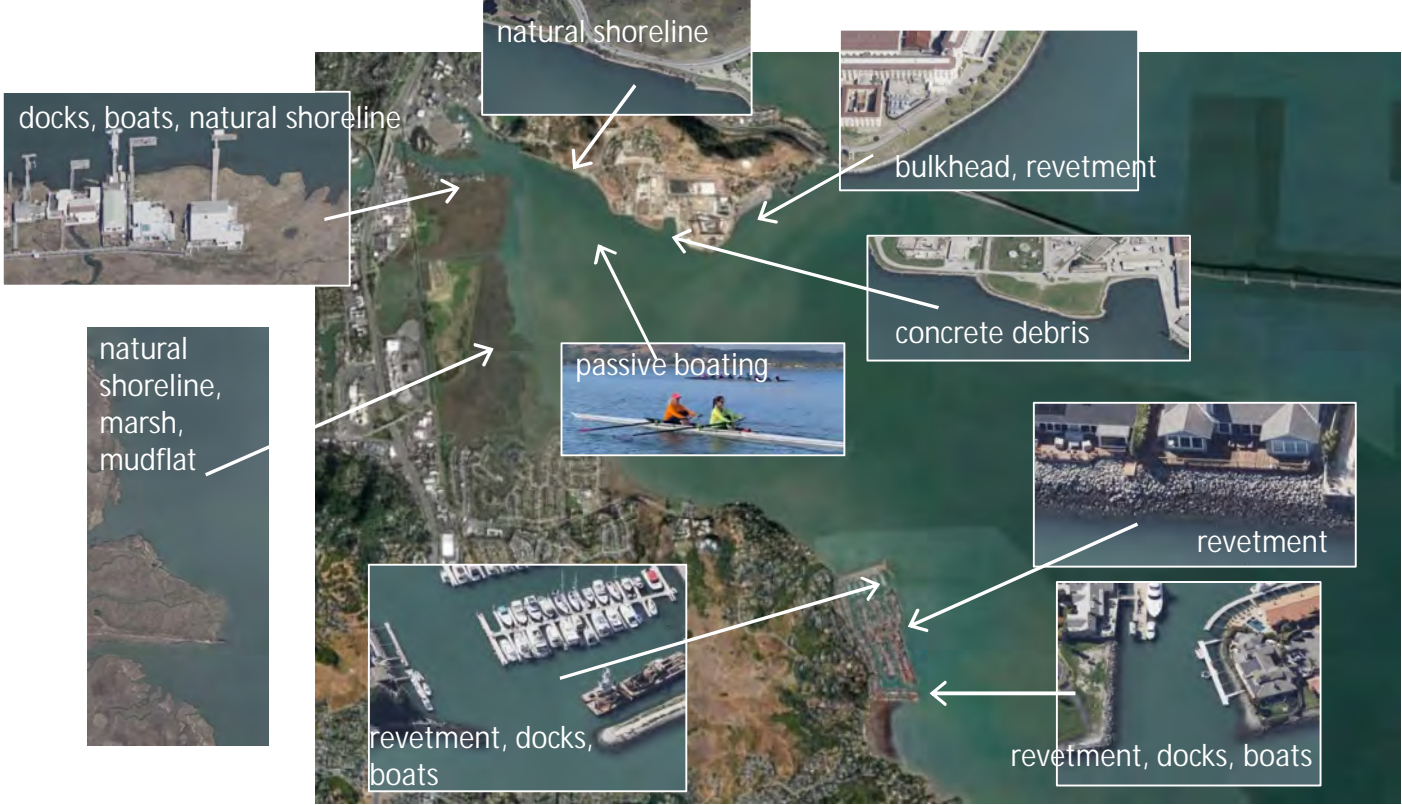 natural shoreline
docks, boats, natural shoreline
bulkhead, revetment
concrete debris
natural
shoreline,
marsh,
mudflat
passive boating
revetment
revetment, docks,
boats
revetment, docks, boats